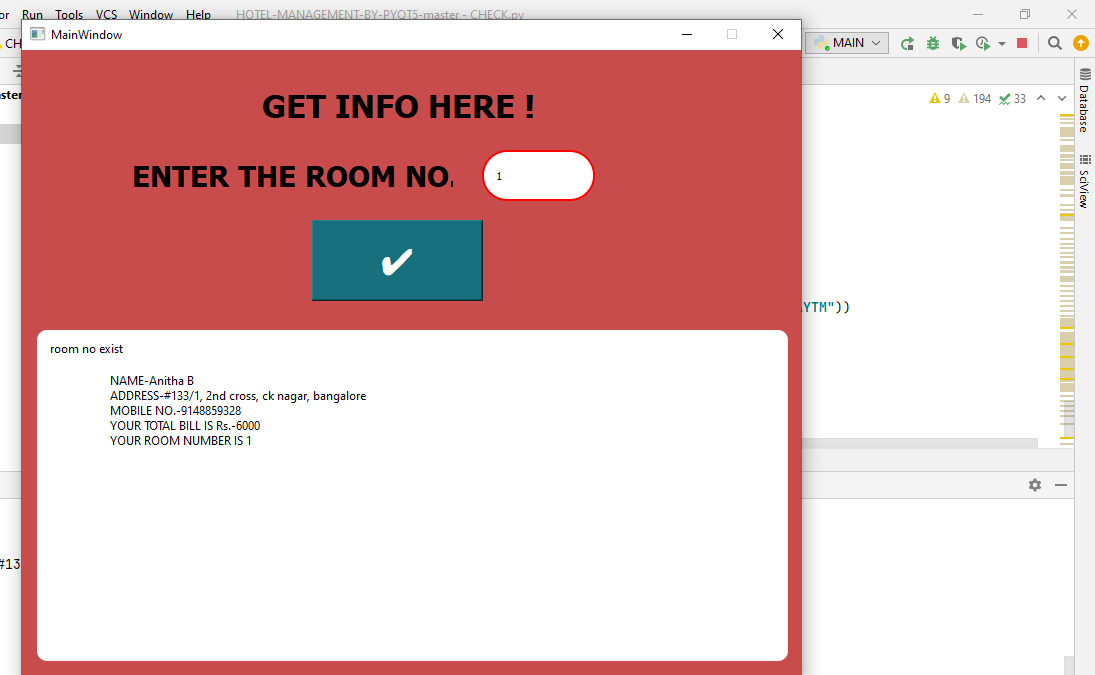 or Run Tools VCS Window Help HOTEL-MANAGEMENT-BY-PYQT5-master - CHECK.py
MainWindow
CH
MAIN
ster
9 194 33
Database
SciView
GET INFO HERE !
ENTER THE ROOM NO.
1
✔
YTM"))
room no exist
NAME-Anitha B
ADDRESS-#133/1, 2nd cross, ck nagar, bangalore
MOBILE NO.-9148859328
YOUR TOTAL BILL IS Rs.-6000
YOUR ROOM NUMBER IS 1
#13